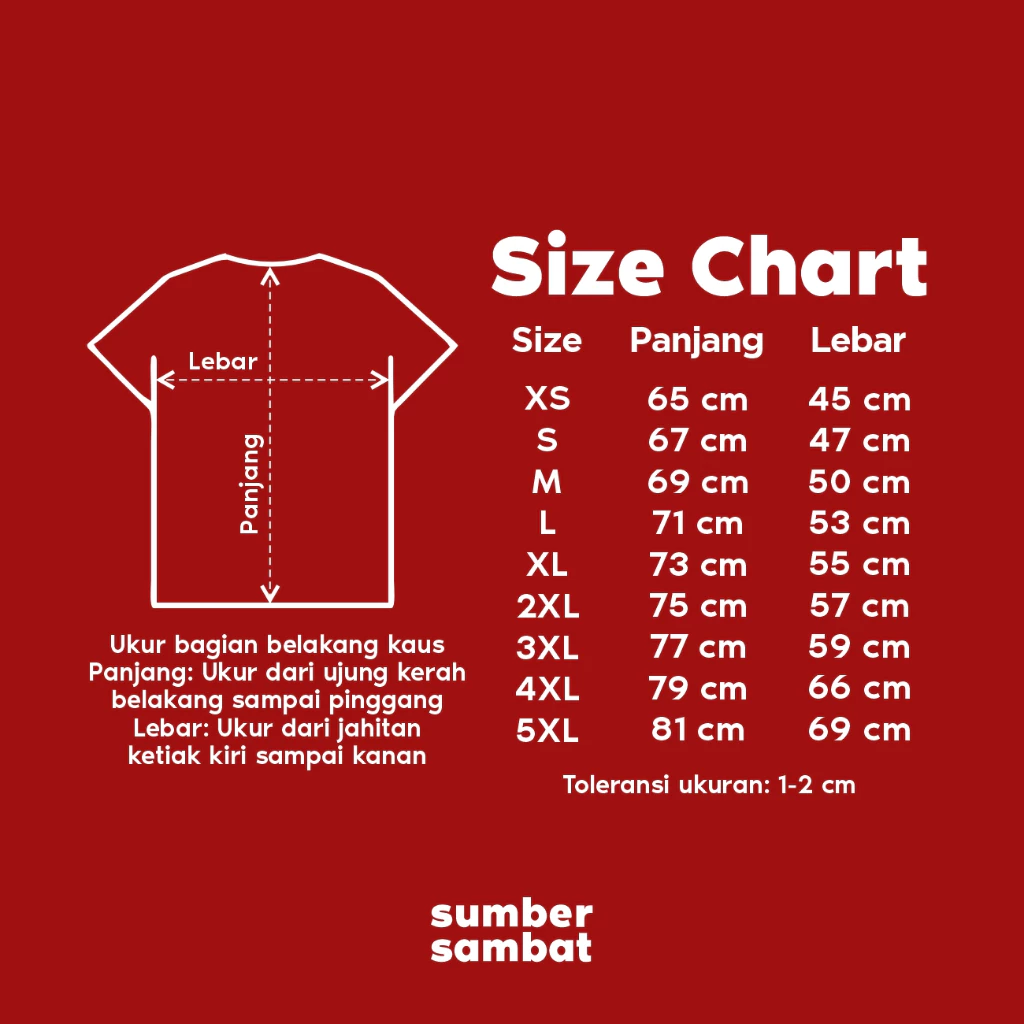 Size Chart
Size Panjang Lebar
XS 65 cm 45 cm
S 67 cm 47 cm
M 69 cm 50 cm
L 71 cm 53 cm
XL 73 cm 55 cm
2XL 75 cm 57 cm
3XL 77 cm 59 cm
4XL 79 cm 66 cm
5XL 81 cm 69 cm
Toleransi ukuran: 1-2 cm
Lebar
Panjang
Ukur bagian belakang kaus
Panjang: Ukur dari ujung kerah
belakang sampai pinggang
Lebar: Ukur dari jahitan
ketiak kiri sampai kanan
sumber
sambat